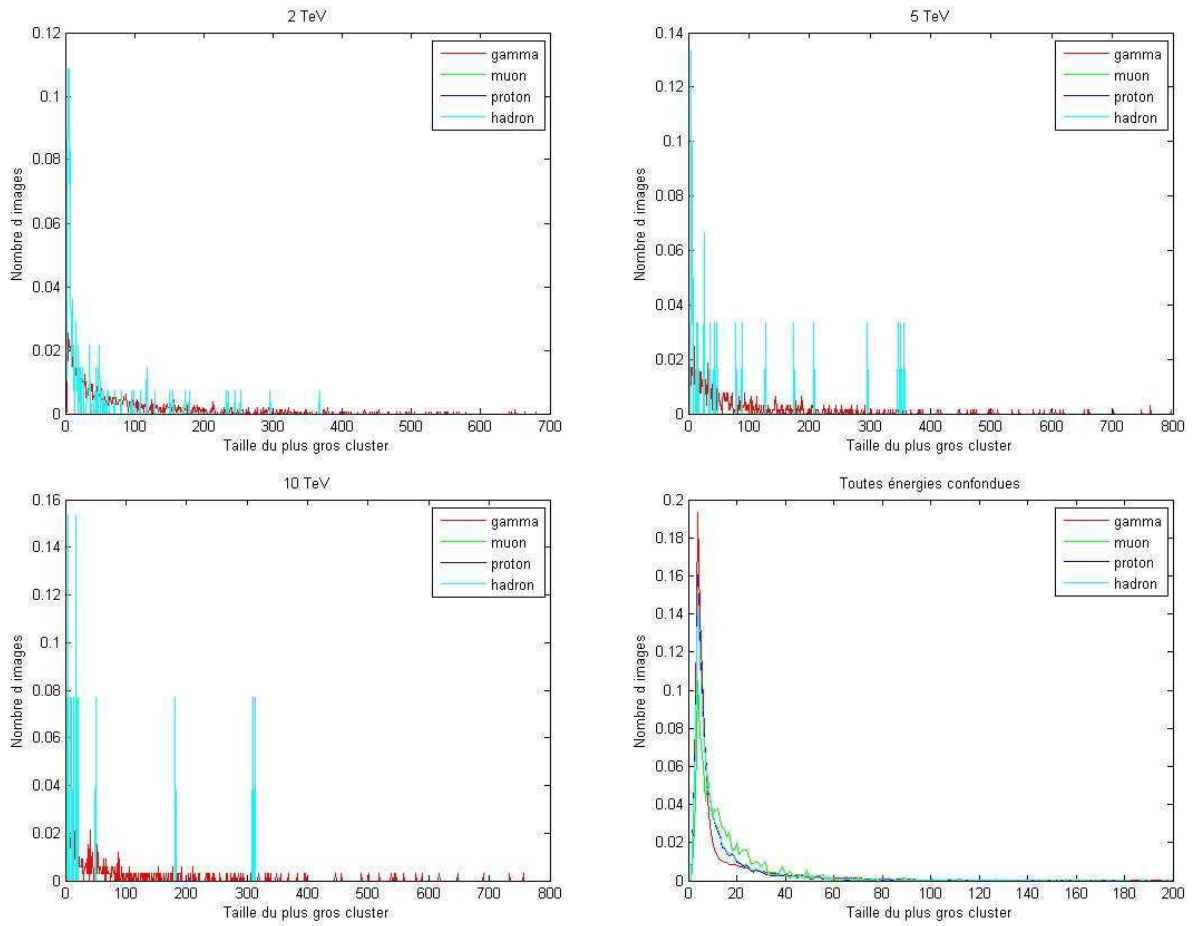 2 TeV
0.12
0.1
0.08
0.06
0.04
0.02
0
Nombre d images
gamma
muon
proton
hadron
0 100 200 300 400 500 600 700
Taille du plus gros cluster
5 TeV
0.14
0.12
0.1
0.08
0.06
0.04
0.02
0
Nombre d images
gamma
muon
proton
hadron
0 100 200 300 400 500 600 700 800
Taille du plus gros cluster
10 TeV
0.16
0.14
0.12
0.1
0.08
0.06
0.04
0.02
0
Nombre d images
gamma
muon
proton
hadron
0 100 200 300 400 500 600 700 800
Taille du plus gros cluster
Toutes énergies confondues
0.2
0.18
0.16
0.14
0.12
0.1
0.08
0.06
0.04
0.02
0
Nombre d images
gamma
muon
proton
hadron
0 20 40 60 80 100 120 140 160 180 200
Taille du plus gros cluster